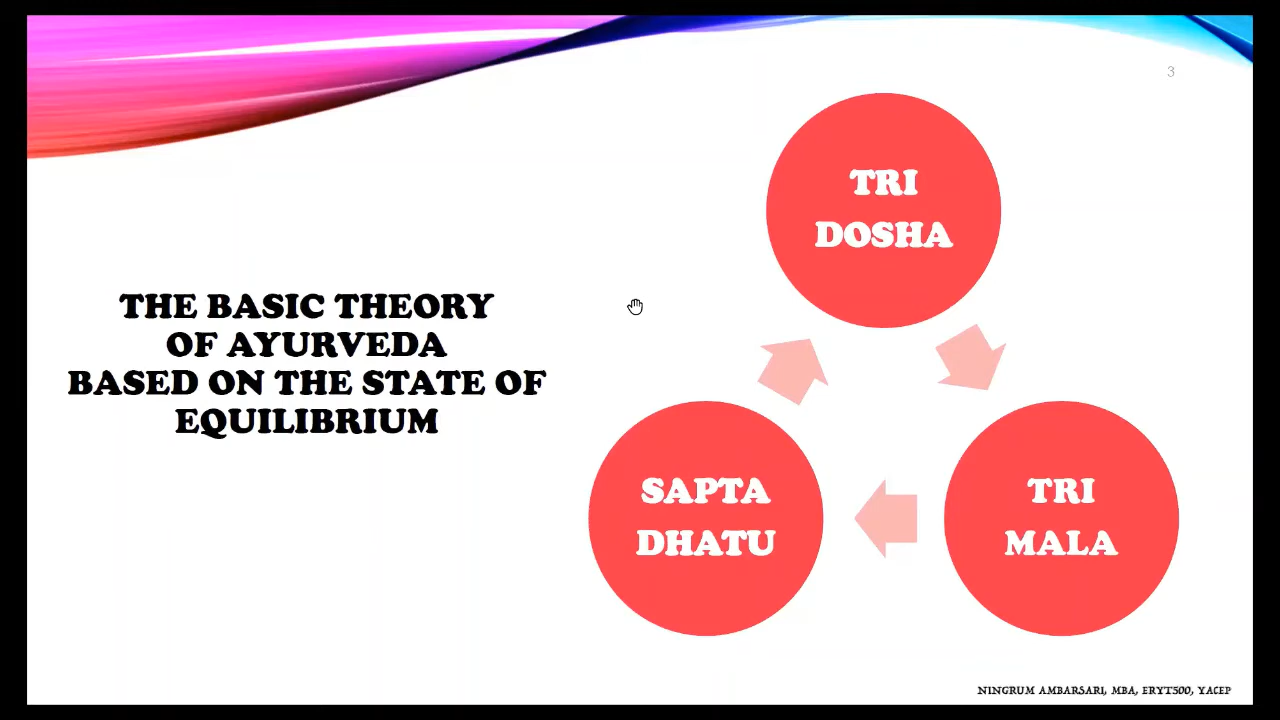 3
THE BASIC THEORY
OF AYURVEDA
BASED ON THE STATE OF
EQUILIBRIUM
TRI
DOSHA
SAPTA
DHATU
TRI
MALA
NINGRUM AMBARSARI, MBA, ERYT500, YACEP